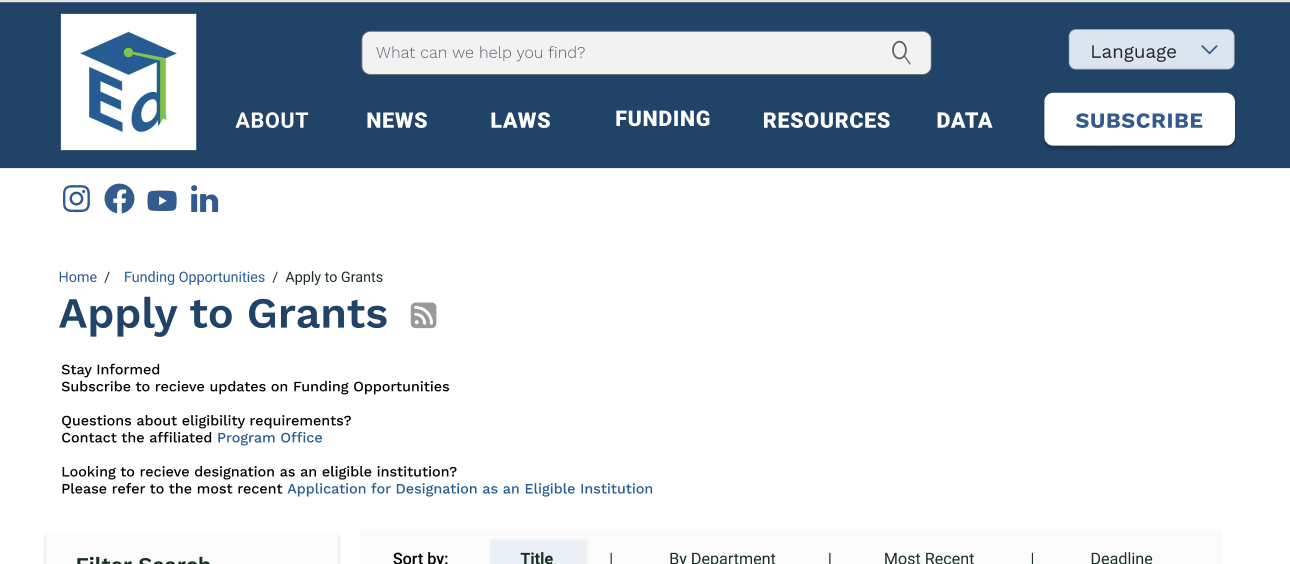 Ed
What can we help you find?
Language
ABOUT NEWS LAWS FUNDING RESOURCES DATA SUBSCRIBE
Home / Funding Opportunities / Apply to Grants
Apply to Grants
Stay Informed
Subscribe to recieve updates on Funding Opportunities
Questions about eligibility requirements?
Contact the affiliated Program Office
Looking to recieve designation as an eligible institution?
Please refer to the most recent Application for Designation as an Eligible Institution
Filter Search
Sort by: Title | By Department | Most Recent | Deadline